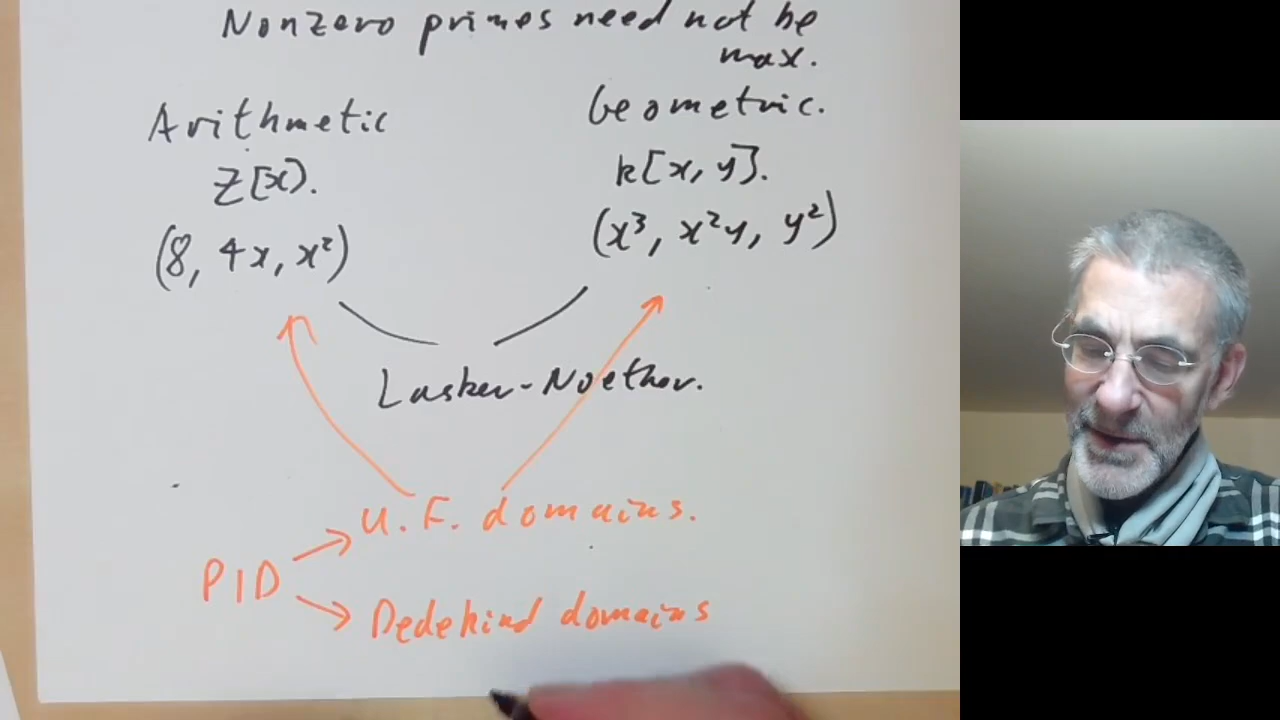 Nonzero primes need not be
max.
Arithmetic
Z[x].
(8, 4x, x²)
Geometric.
k[x, y].
(x³, x²y, y²)
Lasker-Noether.
U.F. domains.
PID
Dedekind domains